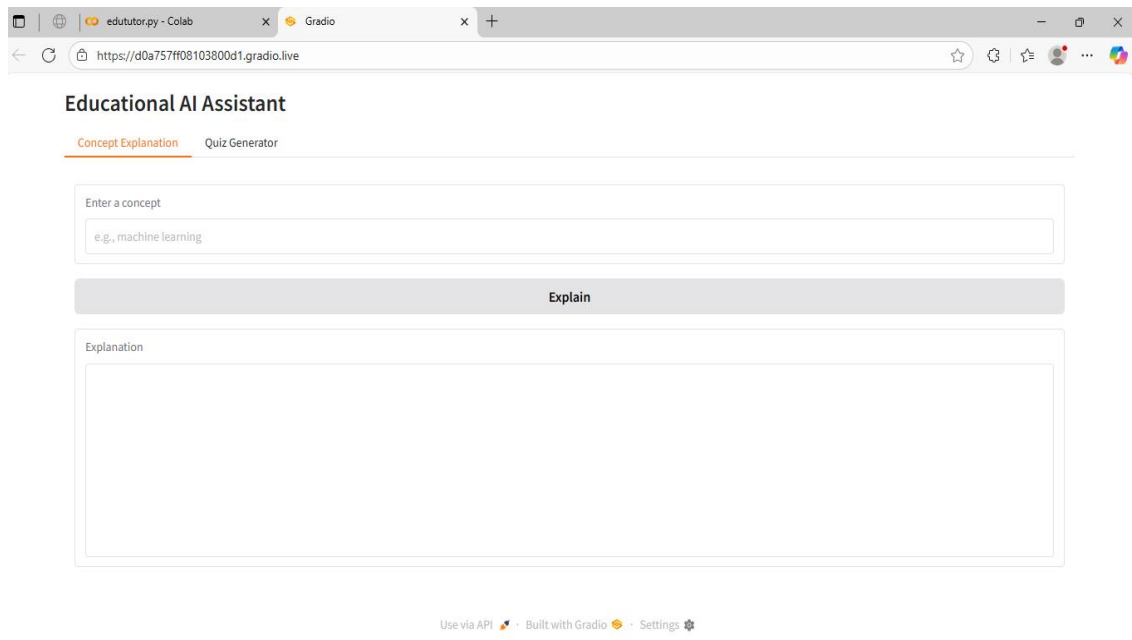 edututor.py - Colab
Gradio
https://d0a757ff08103800d1.gradio.live
Educational AI Assistant
Concept Explanation Quiz Generator
Enter a concept
e.g., machine learning
Explain
Explanation
Use via API · Built with Gradio · Settings